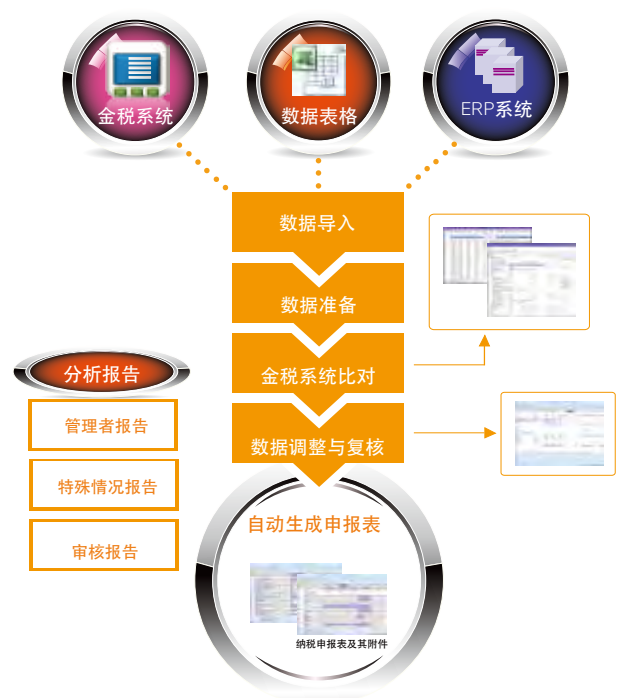 金税系统
数据表格
ERP系统
数据导入
数据准备
金税系统比对
数据调整与复核
分析报告
管理者报告
特殊情况报告
审核报告
自动生成申报表
纳税申报表及其附件